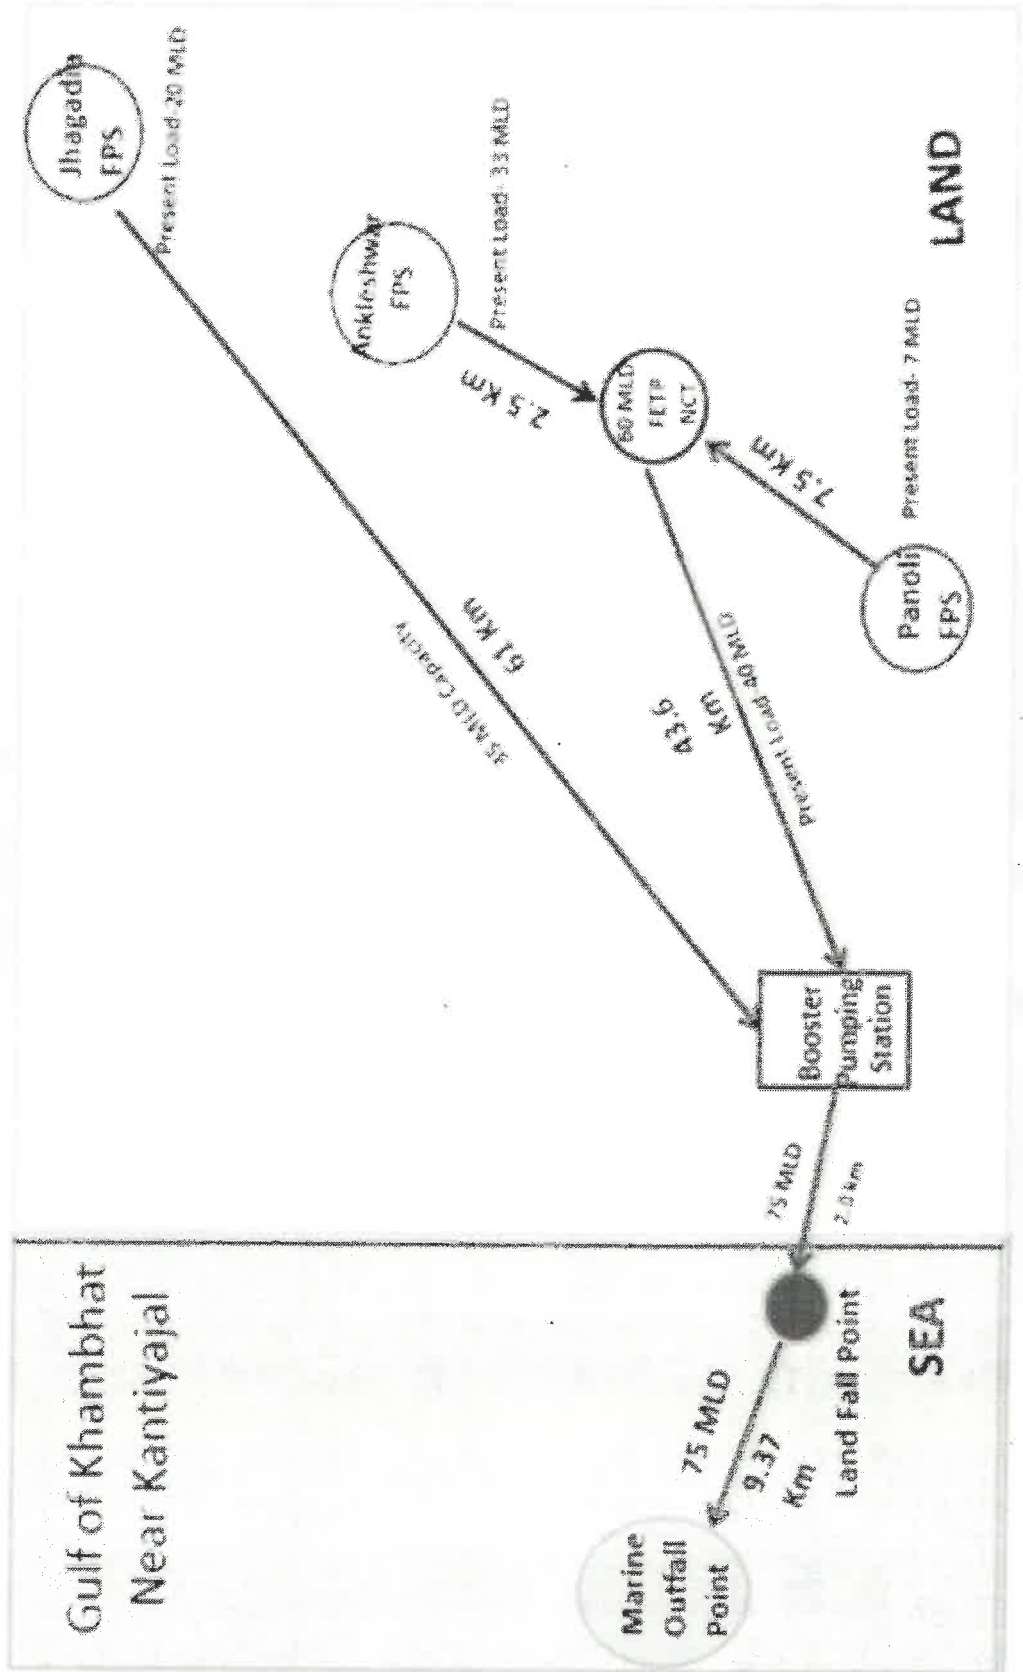 Gulf of Khambhat
Near Kantiyajal
Jhagadia
FPS
Present Load-20 MLD
61 Km
35 MLD Capacity
Ankleshwar
FPS
Present Load- 33 MLD
2.5 Km
60 MLD
FETP
NCT
43.6
Km
Present Load-40 MLD
7.5 Km
Present Load- 7 MLD
Panoli
FPS
LAND
Booster
Pumping
Station
75 MLD
2.0 km
Land Fall Point
75 MLD
9.37
Km
Marine
Outfall
Point
SEA